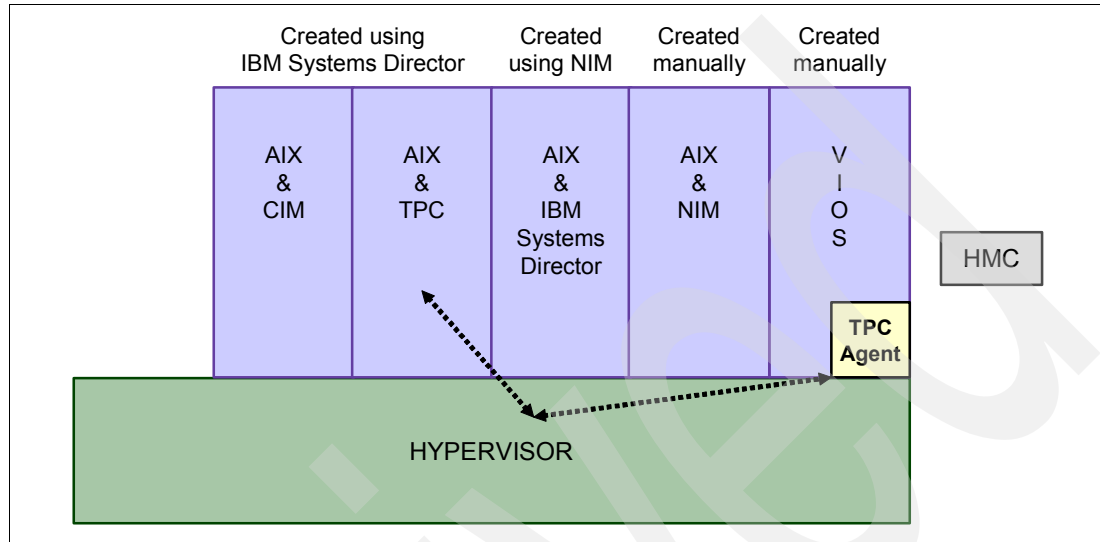 Created using
IBM Systems Director
Created
using NIM
Created
manually
Created
manually
AIX
&
CIM
AIX
&
TPC
AIX
&
IBM
Systems
Director
AIX
&
NIM
V
I
O
S
HMC
TPC
Agent
HYPERVISOR